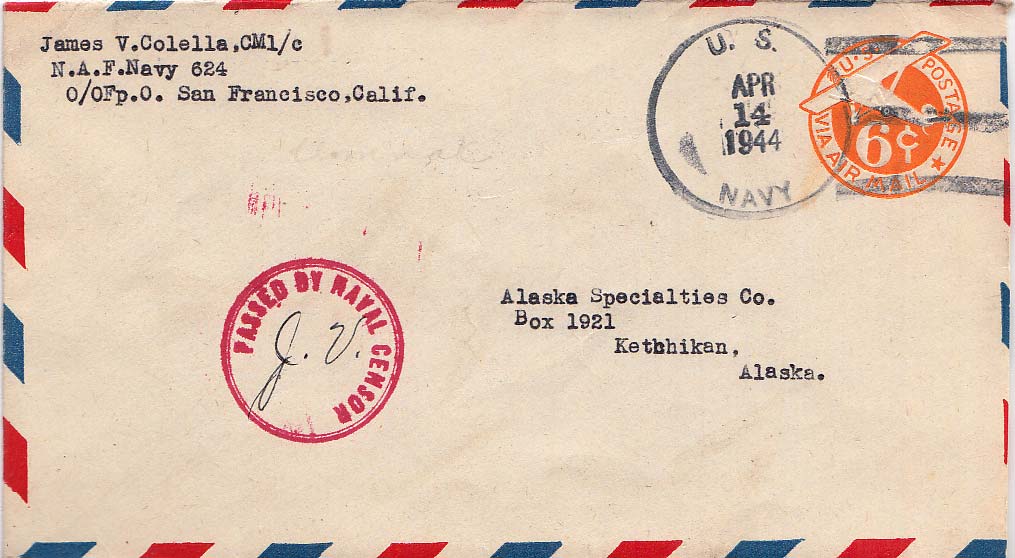 James V.Colella,CM1/c
N.A.F.Navy 624
O/OFp.O. San Francisco,Calif.
U. S.
APR
14
1944
NAVY
U.S. POSTAGE
6¢
VIA AIR MAIL
PASSED BY NAVAL CENSOR
J. V.
Alaska Specialties Co.
Box 1921
Ketchikan,
Alaska.